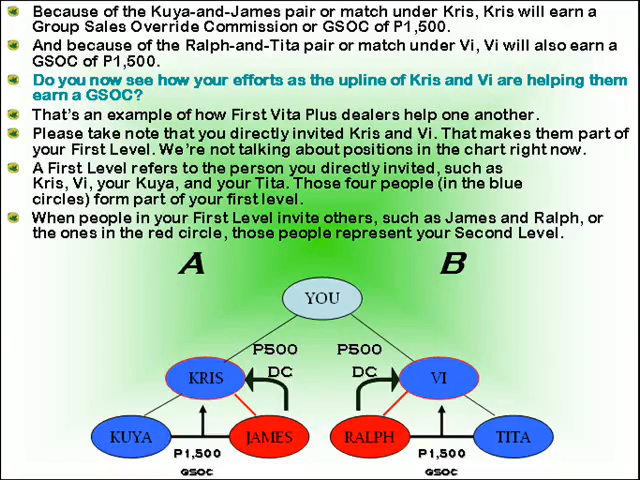 Because of the Kuya-and-James pair or match under Kris, Kris will earn a
Group Sales Override Commission or GSOC of P1,500.
And because of the Ralph-and-Tita pair or match under Vi, Vi will also earn a
GSOC of P1,500.
Do you now see how your efforts as the upline of Kris and Vi are helping them
earn a GSOC?
That's an example of how First Vita Plus dealers help one another.
Please take note that you directly invited Kris and Vi. That makes them part of
your First Level. We're not talking about positions in the chart right now.
A First Level refers to the person you directly invited, such as
Kris, Vi, your Kuya, and your Tita. Those four people (in the blue
circles) form part of your first level.
When people in your First Level invite others, such as James and Ralph, or
the ones in the red circle, those people represent your Second Level.
A B
YOU
P500 P500
DC DC
KRIS VI
KUYA JAMES RALPH TITA
P1,500 P1,500
GSOC GSOC